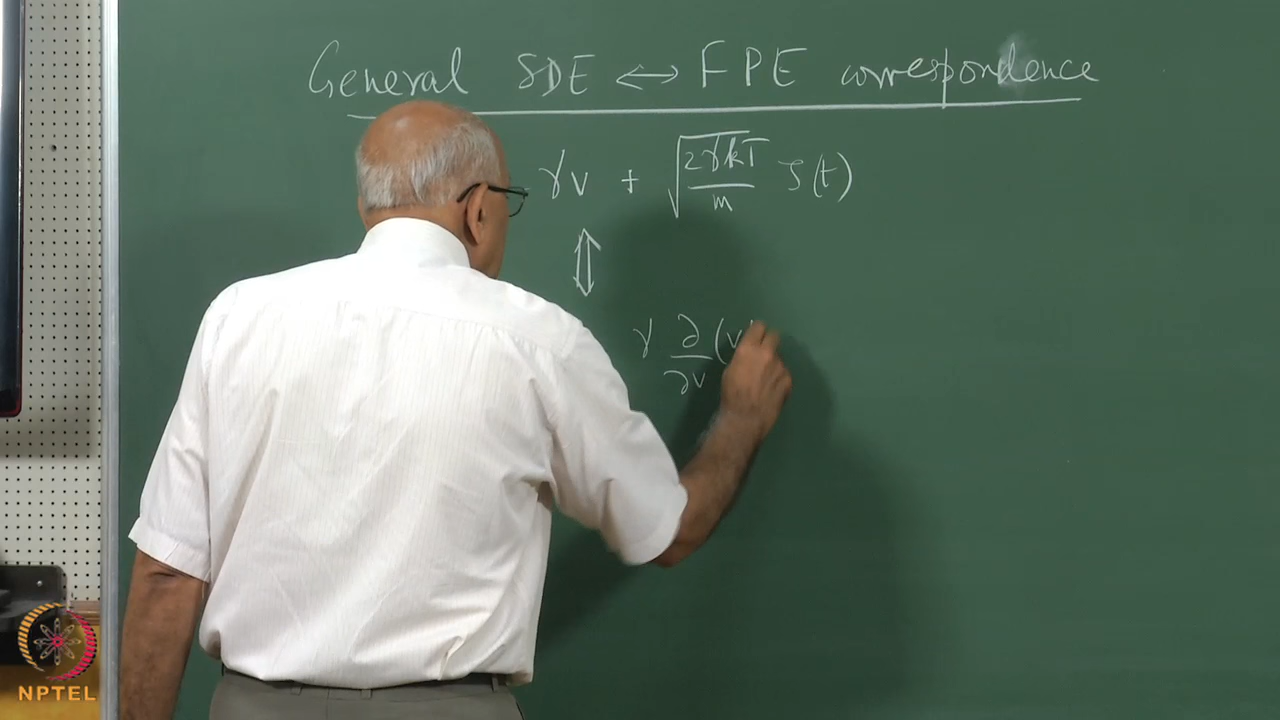 General SDE ↔ FPE correspondence
γv + √(2γkT/m) ζ(t)
⇕
γ ∂/∂v (v
NPTEL